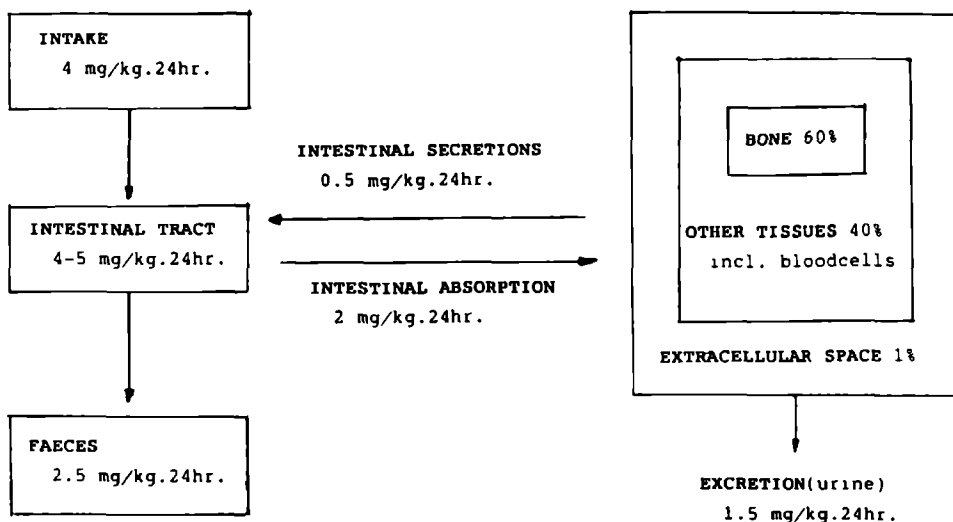 INTAKE
4 mg/kg.24hr.
INTESTINAL SECRETIONS
0.5 mg/kg.24hr.
INTESTINAL TRACT
4-5 mg/kg.24hr.
INTESTINAL ABSORPTION
2 mg/kg.24hr.
FAECES
2.5 mg/kg.24hr.
BONE 60%
OTHER TISSUES 40%
incl. bloodcells
EXTRACELLULAR SPACE 1%
EXCRETION(urine)
1.5 mg/kg.24hr.